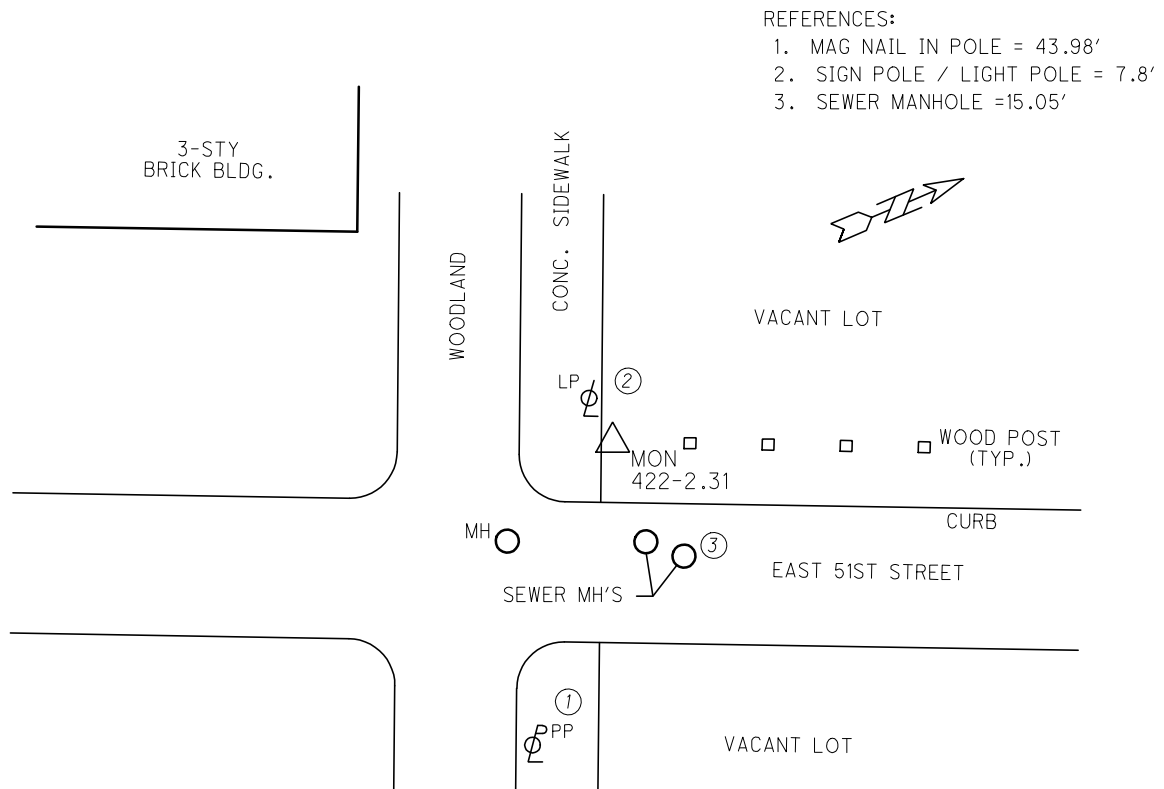 REFERENCES:
1. MAG NAIL IN POLE = 43.98'
2. SIGN POLE / LIGHT POLE = 7.8'
3. SEWER MANHOLE =15.05'
3-STY
BRICK BLDG.
CONC. SIDEWALK
WOODLAND
N
VACANT LOT
LP
2
WOOD POST
(TYP.)
MON
422-2.31
CURB
MH
3
EAST 51ST STREET
SEWER MH'S
1
PP
VACANT LOT